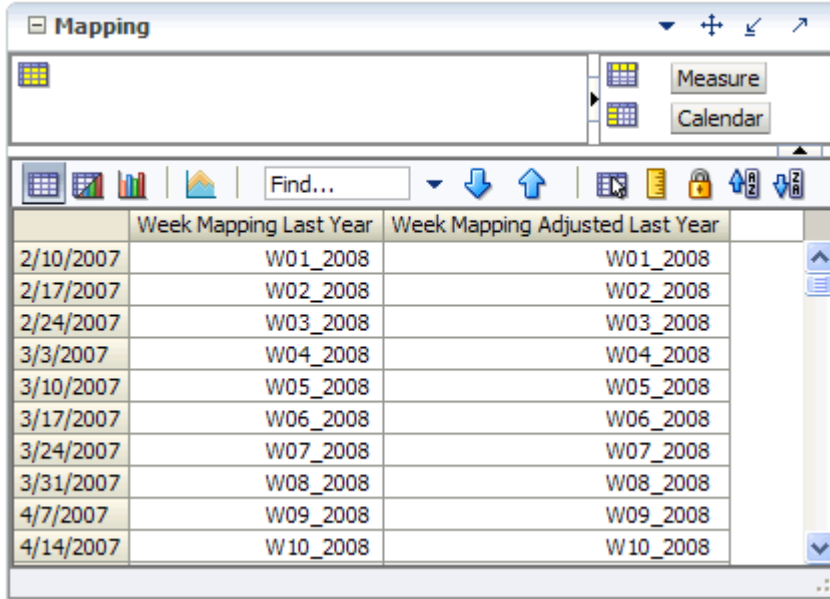 Mapping
Measure
Calendar
Find...
Week Mapping Last Year Week Mapping Adjusted Last Year
2/10/2007 W01_2008 W01_2008
2/17/2007 W02_2008 W02_2008
2/24/2007 W03_2008 W03_2008
3/3/2007 W04_2008 W04_2008
3/10/2007 W05_2008 W05_2008
3/17/2007 W06_2008 W06_2008
3/24/2007 W07_2008 W07_2008
3/31/2007 W08_2008 W08_2008
4/7/2007 W09_2008 W09_2008
4/14/2007 W10_2008 W10_2008